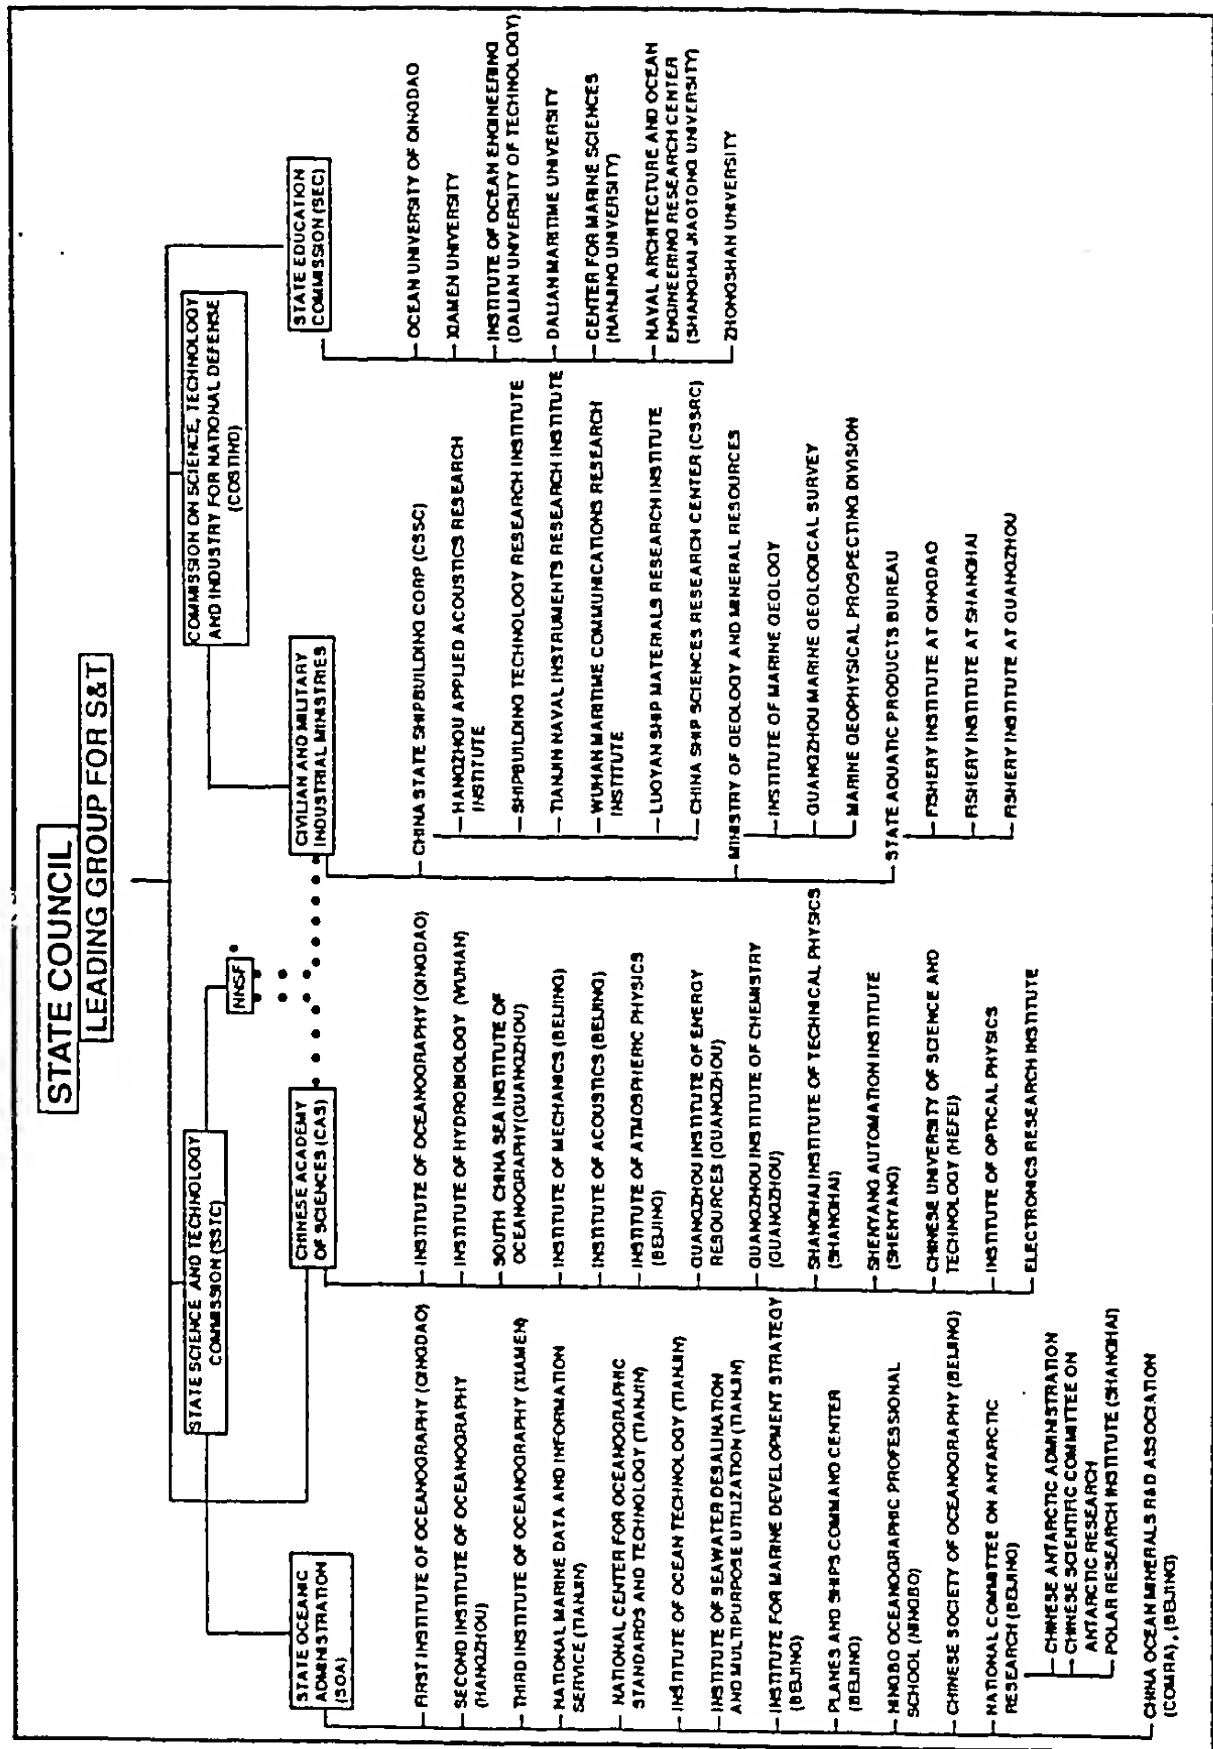 STATE COUNCIL
LEADING GROUP FOR S&T
STATE SCIENCE AND TECHNOLOGY
COMMISSION (SSTC)
NNSF *
COMMISSION ON SCIENCE, TECHNOLOGY
AND INDUSTRY FOR NATIONAL DEFENSE
(COSTIND)
STATE OCEANIC
ADMINISTRATION
(SOA)
FIRST INSTITUTE OF OCEANOGRAPHY (QINGDAO)
SECOND INSTITUTE OF OCEANOGRAPHY
(HANGZHOU)
THIRD INSTITUTE OF OCEANOGRAPHY (XIAMEN)
NATIONAL MARINE DATA AND INFORMATION
SERVICE (TIANJIN)
NATIONAL CENTER FOR OCEANOGRAPHIC
STANDARDS AND TECHNOLOGY (TIANJIN)
INSTITUTE OF OCEAN TECHNOLOGY (TIANJIN)
INSTITUTE OF SEAWATER DESALINATION
AND MULTIPURPOSE UTILIZATION (TIANJIN)
INSTITUTE FOR MARINE DEVELOPMENT STRATEGY
(BEIJING)
PLANES AND SHIPS COMMAND CENTER
(BEIJING)
NINGBO OCEANOGRAPHIC PROFESSIONAL
SCHOOL (NINGBO)
CHINESE SOCIETY OF OCEANOGRAPHY (BEIJING)
NATIONAL COMMITTEE ON ANTARCTIC
RESEARCH (BEIJING)
CHINESE ANTARCTIC ADMINISTRATION
CHINESE SCIENTIFIC COMMITTEE ON
ANTARCTIC RESEARCH
POLAR RESEARCH INSTITUTE (SHANGHAI)
CHINA OCEAN MINERALS R&D ASSOCIATION
(COMRA), (BEIJING)
CHINESE ACADEMY
OF SCIENCES (CAS)
INSTITUTE OF OCEANOGRAPHY (QINGDAO)
INSTITUTE OF HYDROBIOLOGY (WUHAN)
SOUTH CHINA SEA INSTITUTE OF
OCEANOGRAPHY (GUANGZHOU)
INSTITUTE OF MECHANICS (BEIJING)
INSTITUTE OF ACOUSTICS (BEIJING)
INSTITUTE OF ATMOSPHERIC PHYSICS
(BEIJING)
GUANGZHOU INSTITUTE OF ENERGY
RESOURCES (GUANGZHOU)
GUANGZHOU INSTITUTE OF CHEMISTRY
(GUANGZHOU)
SHANGHAI INSTITUTE OF TECHNICAL PHYSICS
(SHANGHAI)
SHENYANG AUTOMATION INSTITUTE
(SHENYANG)
CHINESE UNIVERSITY OF SCIENCE AND
TECHNOLOGY (HEFEI)
INSTITUTE OF OPTICAL PHYSICS
ELECTRONICS RESEARCH INSTITUTE
CIVILIAN AND MILITARY
INDUSTRIAL MINISTRIES
CHINA STATE SHIPBUILDING CORP (CSSC)
HANGZHOU APPLIED ACOUSTICS RESEARCH
INSTITUTE
SHIPBUILDING TECHNOLOGY RESEARCH INSTITUTE
TIANJIN NAVAL INSTRUMENTS RESEARCH INSTITUTE
WUHAN MARITIME COMMUNICATIONS RESEARCH
INSTITUTE
LUOYAN SHIP MATERIALS RESEARCH INSTITUTE
CHINA SHIP SCIENCES RESEARCH CENTER (CSSRC)
MINISTRY OF GEOLOGY AND MINERAL RESOURCES
INSTITUTE OF MARINE GEOLOGY
GUANGZHOU MARINE GEOLOGICAL SURVEY
MARINE GEOPHYSICAL PROSPECTING DIVISION
STATE AQUATIC PRODUCTS BUREAU
FISHERY INSTITUTE AT QINGDAO
FISHERY INSTITUTE AT SHANGHAI
FISHERY INSTITUTE AT GUANGZHOU
STATE EDUCATION
COMMISSION (SEC)
OCEAN UNIVERSITY OF QINGDAO
XIAMEN UNIVERSITY
INSTITUTE OF OCEAN ENGINEERING
(DALIAN UNIVERSITY OF TECHNOLOGY)
DALIAN MARITIME UNIVERSITY
CENTER FOR MARINE SCIENCES
(NANJING UNIVERSITY)
NAVAL ARCHITECTURE AND OCEAN
ENGINEERING RESEARCH CENTER
(SHANGHAI JIAOTONG UNIVERSITY)
ZHONGSHAN UNIVERSITY